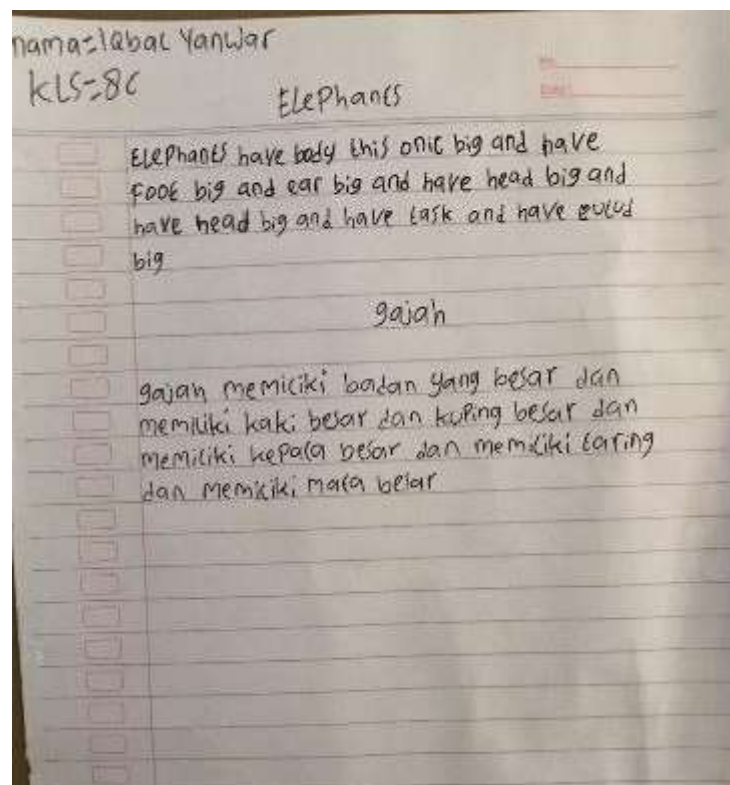 nama=Iqbal Yanwar
kls=8C
Elephants
Elephants have body this onit big and have
foot big and ear big and have head big and
have head big and have task and have
big
gajah
gajah memiliki badan yang besar dan
memiliki kaki besar dan kuping besar dan
memiliki kepala besar dan memiliki taring
dan memiliki mata besar